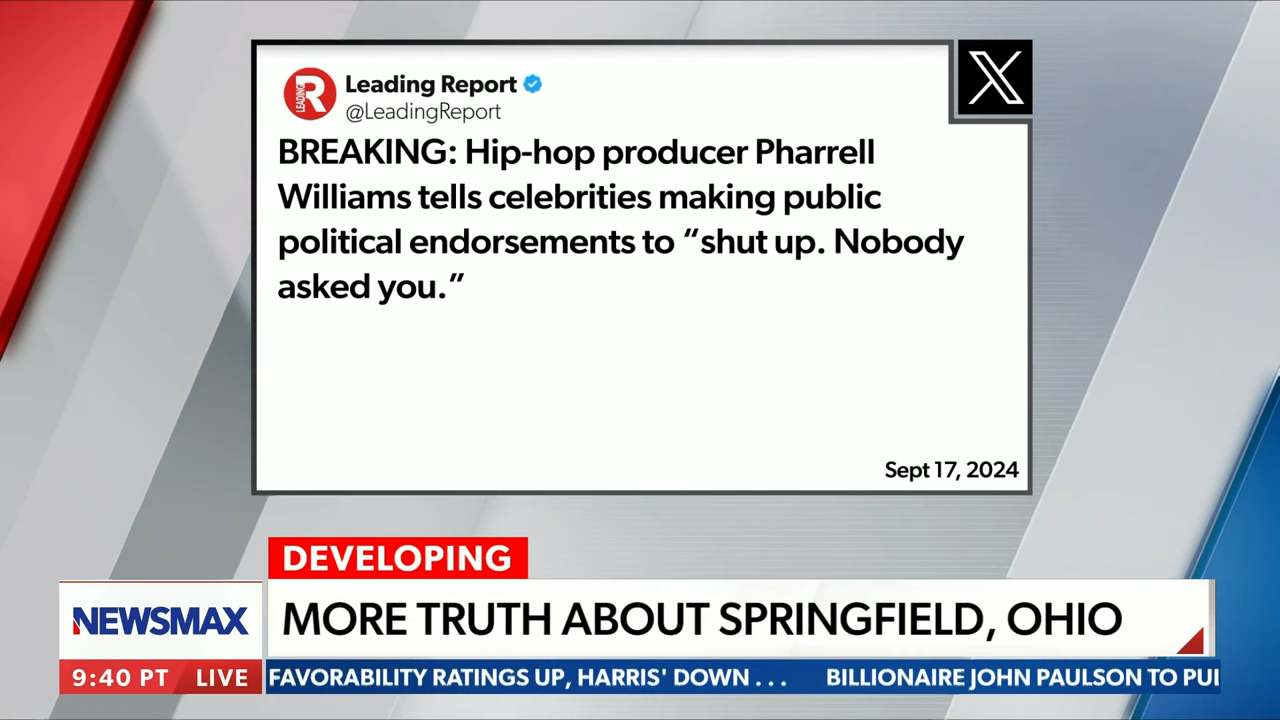 Leading Report
@LeadingReport
LEADING R
X
BREAKING: Hip-hop producer Pharrell
Williams tells celebrities making public
political endorsements to “shut up. Nobody
asked you.”
Sept 17, 2024
DEVELOPING
NEWSMAX
MORE TRUTH ABOUT SPRINGFIELD, OHIO
9:40 PT LIVE
FAVORABILITY RATINGS UP, HARRIS' DOWN . . . BILLIONAIRE JOHN PAULSON TO PUI